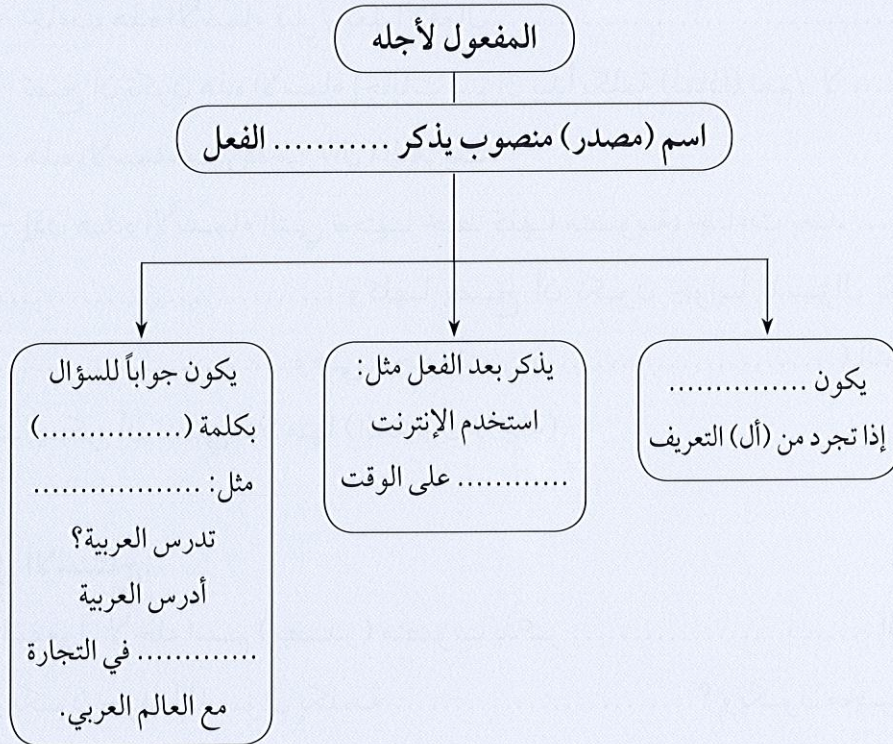 المفعول لأجله
اسم (مصدر) منصوب يذكر ........... الفعل
يكون ...............
إذا تجرد من (أل) التعريف
يذكر بعد الفعل مثل:
استخدم الإنترنت
............ على الوقت
يكون جواباً للسؤال
بكلمة (...............)
مثل: ..................
تدرس العربية؟
أدرس العربية
............. في التجارة
مع العالم العربي.